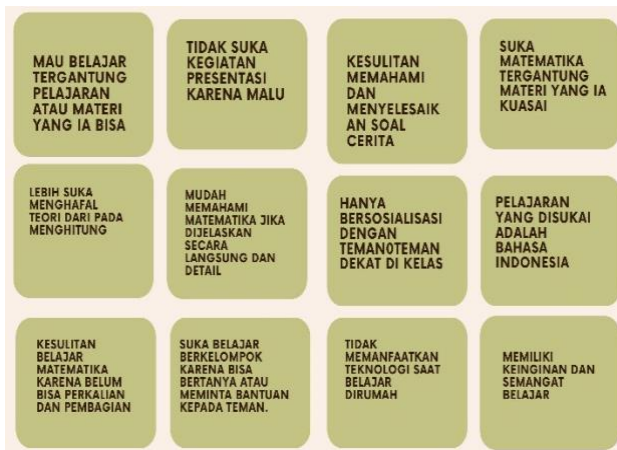 MAU BELAJAR
TERGANTUNG
PELAJARAN
ATAU MATERI
YANG IA BISA
TIDAK SUKA
KEGIATAN
PRESENTASI
KARENA MALU
KESULITAN
MEMAHAMI
DAN
MENYELESAIK
AN SOAL
CERITA
SUKA
MATEMATIKA
TERGANTUNG
MATERI YANG IA
KUASAI
LEBIH SUKA
MENGHAFAL
TEORI DARI PADA
MENGHITUNG
MUDAH
MEMAHAMI
MATEMATIKA JIKA
DIJELASKAN
SECARA
LANGSUNG DAN
DETAIL
HANYA
BERSOSIALISASI
DENGAN
TEMAN0TEMAN
DEKAT DI KELAS
PELAJARAN
YANG DISUKAI
ADALAH
BAHASA
INDONESIA
KESULITAN
BELAJAR
MATEMATIKA
KARENA BELUM
BISA PERKALIAN
DAN PEMBAGIAN
SUKA BELAJAR
BERKELOMPOK
KARENA BISA
BERTANYA ATAU
MEMINTA BANTUAN
KEPADA TEMAN.
TIDAK
MEMANFAATKAN
TEKNOLOGI SAAT
BELAJAR
DIRUMAH
MEMILIKI
KEINGINAN DAN
SEMANGAT
BELAJAR